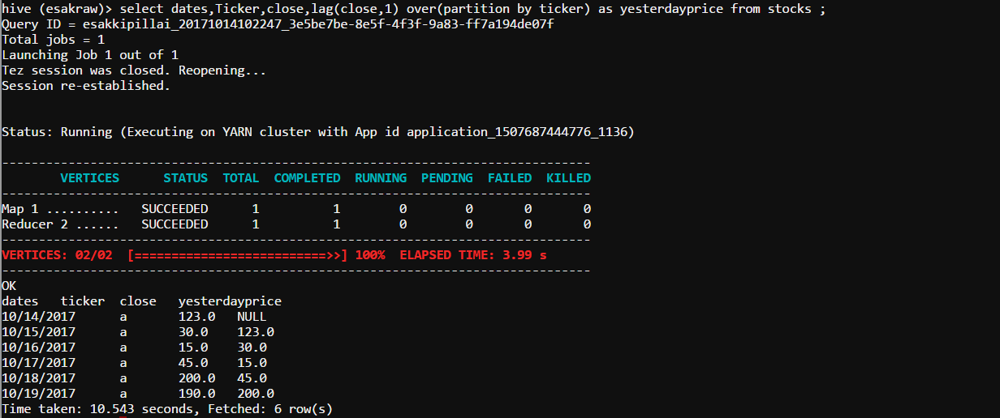 hive (esakraw)> select dates,Ticker,close,lag(close,1) over(partition by ticker) as yesterdayprice from stocks ;
Query ID = esakkipillai_20171014102247_3e5be7be-8e5f-4f3f-9a83-ff7a194de07f
Total jobs = 1
Launching Job 1 out of 1
Tez session was closed. Reopening...
Session re-established.
Status: Running (Executing on YARN cluster with App id application_1507687444776_1136)
--------------------------------------------------------------------------------
        VERTICES      STATUS  TOTAL  COMPLETED  RUNNING  PENDING  FAILED  KILLED
--------------------------------------------------------------------------------
Map 1 ..........   SUCCEEDED      1          1        0        0       0       0
Reducer 2 ......   SUCCEEDED      1          1        0        0       0       0
--------------------------------------------------------------------------------
VERTICES: 02/02  [==========================>>] 100%  ELAPSED TIME: 3.99 s
--------------------------------------------------------------------------------
OK
dates   ticker  close   yesterdayprice
10/14/2017      a       123.0   NULL
10/15/2017      a       30.0    123.0
10/16/2017      a       15.0    30.0
10/17/2017      a       45.0    15.0
10/18/2017      a       200.0   45.0
10/19/2017      a       190.0   200.0
Time taken: 10.543 seconds, Fetched: 6 row(s)